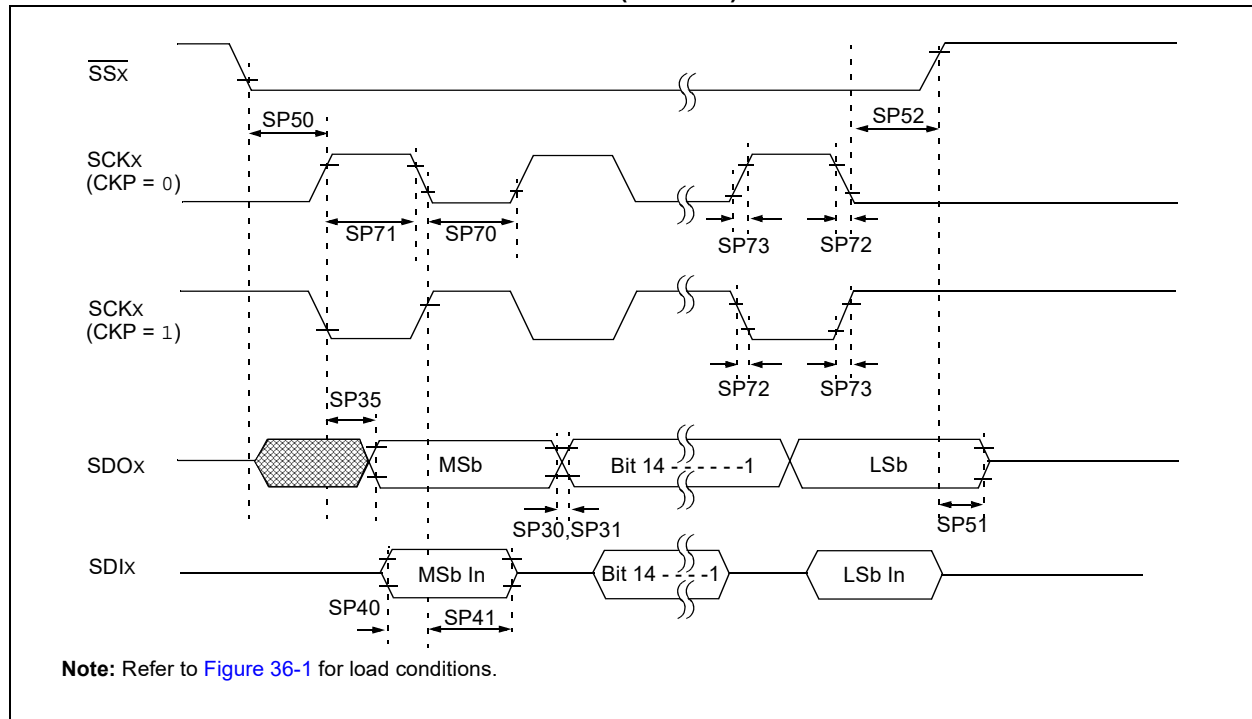 SSx
SP50
SP52
SCKx
(CKP = 0)
SP71
SP70
SP73
SP72
SCKx
(CKP = 1)
SP72
SP73
SP35
SDOx
MSb
Bit 14 - - - - - -1
LSb
SP30,SP31
SP51
SDIx
MSb In
Bit 14 - - - - -1
LSb In
SP40
SP41
Note: Refer to Figure 36-1 for load conditions.